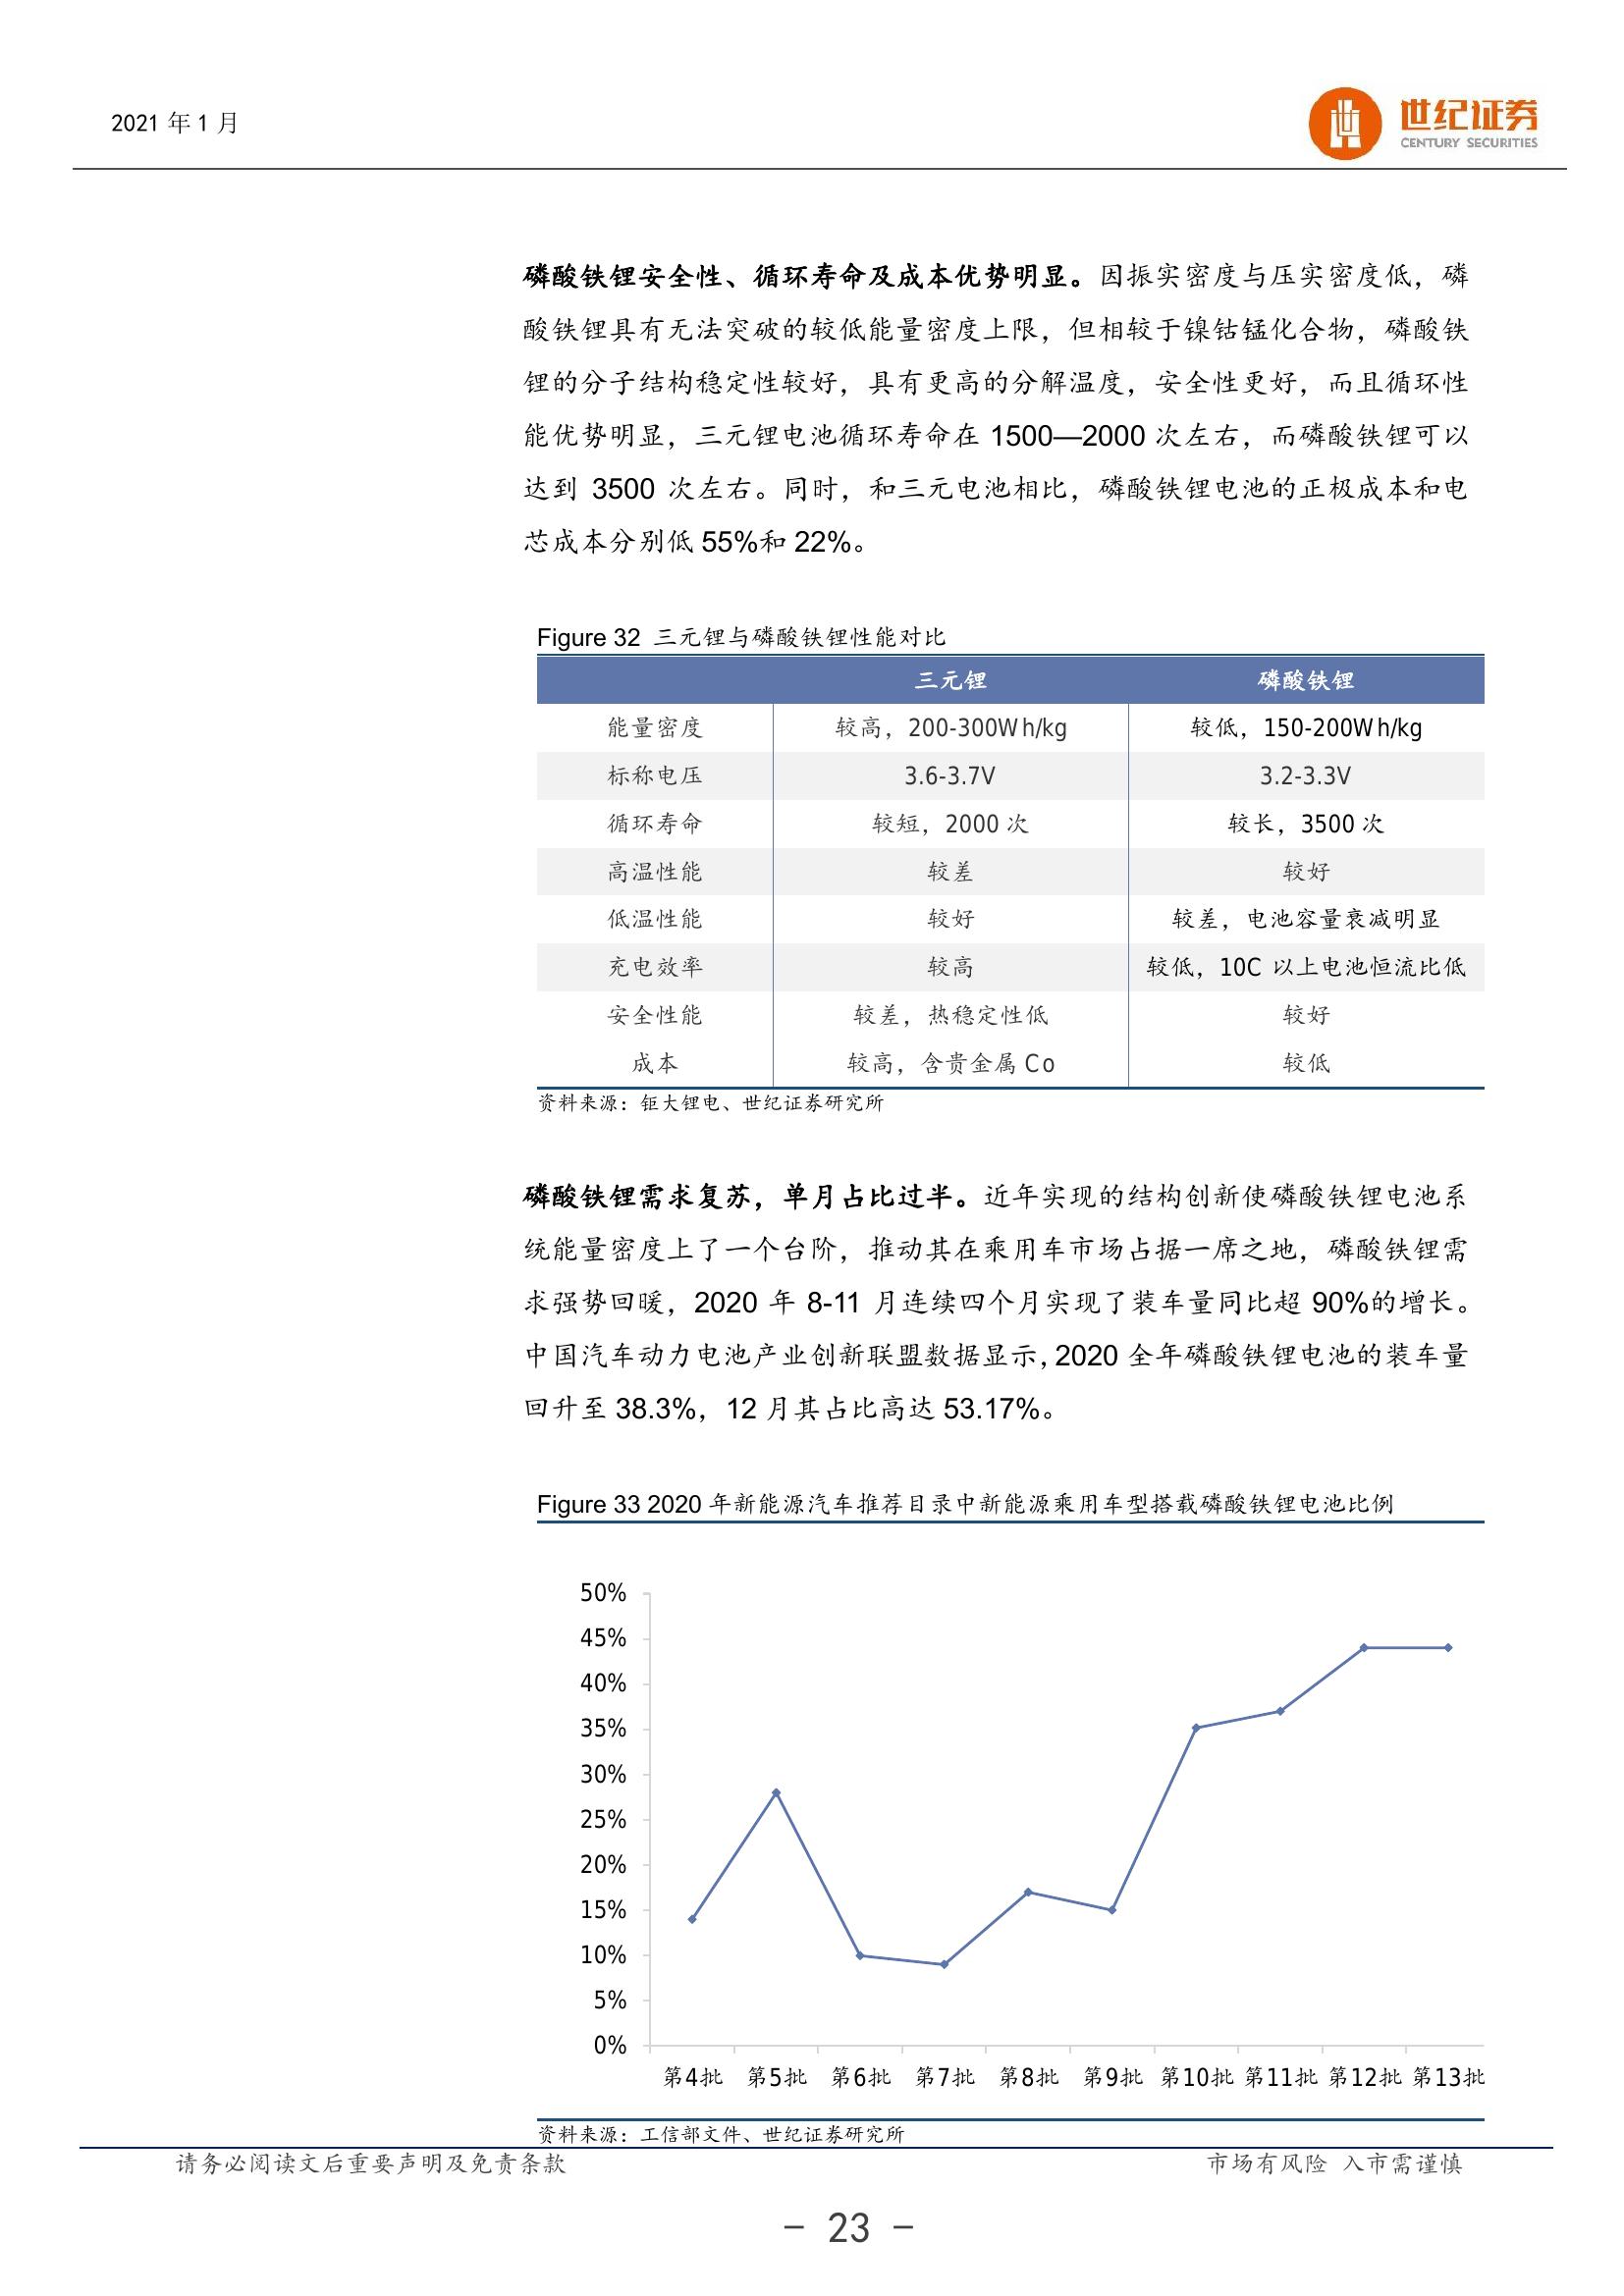 2021 年 1 月
世纪证券
CENTURY SECURITIES
磷酸铁锂安全性、循环寿命及成本优势明显。因振实密度与压实密度低，磷
酸铁锂具有无法突破的较低能量密度上限，但相较于镍钴锰化合物，磷酸铁
锂的分子结构稳定性较好，具有更高的分解温度，安全性更好，而且循环性
能优势明显，三元锂电池循环寿命在 1500—2000 次左右，而磷酸铁锂可以
达到 3500 次左右。同时，和三元电池相比，磷酸铁锂电池的正极成本和电
芯成本分别低 55%和 22%。
Figure 32 三元锂与磷酸铁锂性能对比
三元锂 磷酸铁锂
能量密度 较高，200-300Wh/kg 较低，150-200Wh/kg
标称电压 3.6-3.7V 3.2-3.3V
循环寿命 较短，2000 次 较长，3500 次
高温性能 较差 较好
低温性能 较好 较差，电池容量衰减明显
充电效率 较高 较低，10C 以上电池恒流比低
安全性能 较差，热稳定性低 较好
成本 较高，含贵金属 Co 较低
资料来源：钜大锂电、世纪证券研究所
磷酸铁锂需求复苏，单月占比过半。近年实现的结构创新使磷酸铁锂电池系
统能量密度上了一个台阶，推动其在乘用车市场占据一席之地，磷酸铁锂需
求强势回暖，2020 年 8-11 月连续四个月实现了装车量同比超 90%的增长。
中国汽车动力电池产业创新联盟数据显示，2020 全年磷酸铁锂电池的装车量
回升至 38.3%，12 月其占比高达 53.17%。
Figure 33 2020 年新能源汽车推荐目录中新能源乘用车型搭载磷酸铁锂电池比例
50%
45%
40%
35%
30%
25%
20%
15%
10%
5%
0%
第4批 第5批 第6批 第7批 第8批 第9批 第10批 第11批 第12批 第13批
资料来源：工信部文件、世纪证券研究所
请务必阅读文后重要声明及免责条款 市场有风险 入市需谨慎
- 23 -